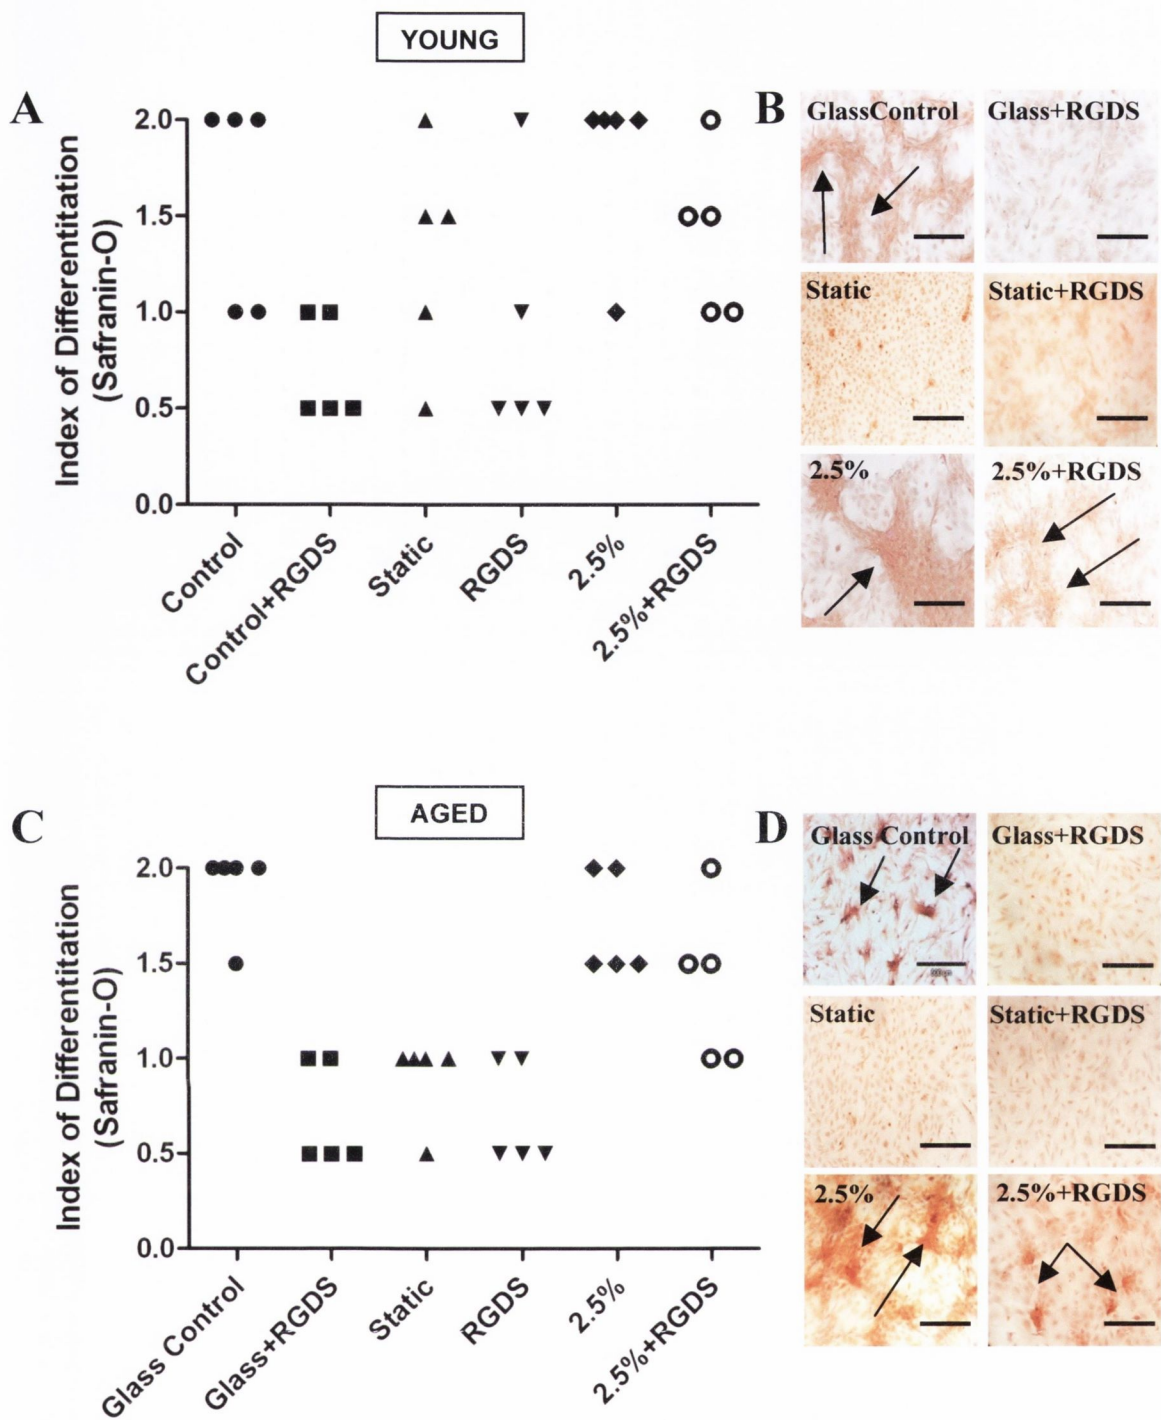 YOUNG
A
Index of Differentitation
(Safranin-O)
2.0
1.5
1.0
0.5
0.0
Control
Control+RGDS
Static
RGDS
2.5%
2.5%+RGDS
B
GlassControl
Glass+RGDS
Static
Static+RGDS
2.5%
2.5%+RGDS
AGED
C
Index of Differentitation
(Safranin-O)
2.0
1.5
1.0
0.5
0.0
Glass Control
Glass+RGDS
Static
RGDS
2.5%
2.5%+RGDS
D
Glass Control
Glass+RGDS
Static
Static+RGDS
2.5%
2.5%+RGDS